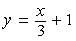 y = x/3 + 1